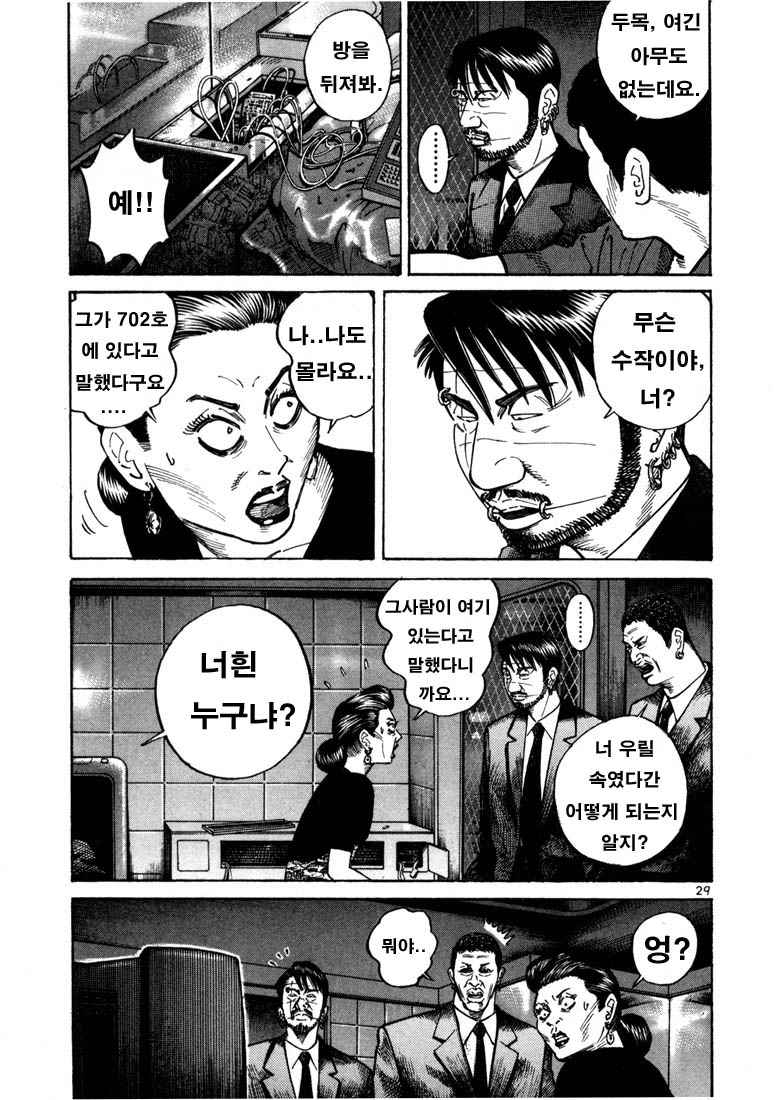 두목, 여긴
아무도
없는데요.
.......
방을
뒤져봐.
예!!
무슨
수작이야,
너?
나..나도
몰라요..
그가 702호
에 있다고
말했다구요
....
너 우릴
속였다간
어떻게 되는지
알지?
.......
그사람이 여기
있는다고
말했다니
까요...
너흰
누구냐?
29
엉?
뭐야..